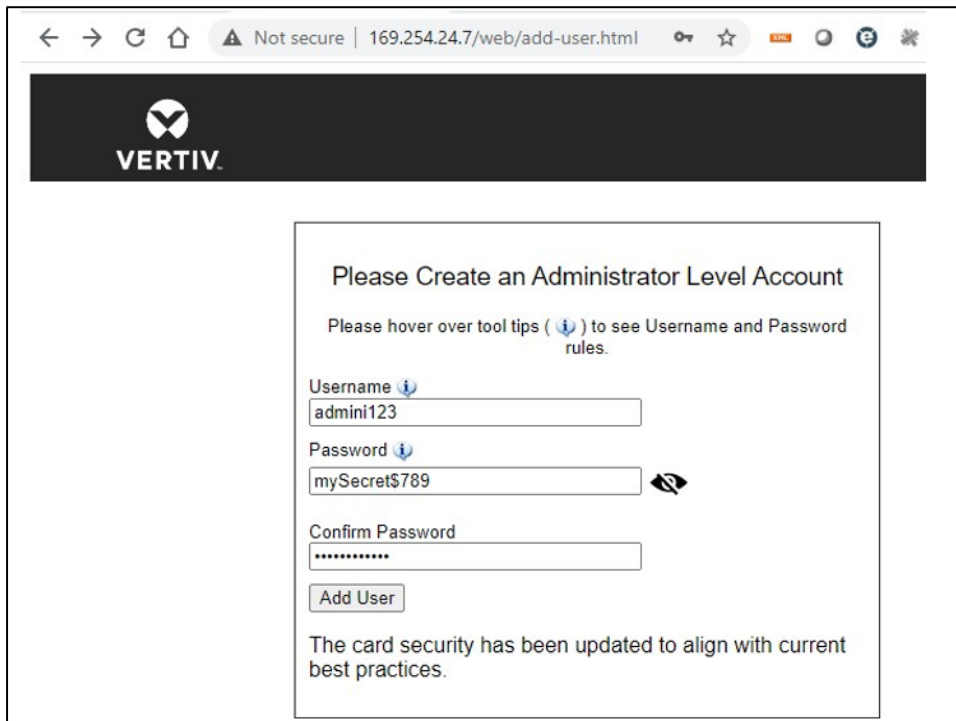 Not secure | 169.254.24.7/web/add-user.html
VERTIV™
Please Create an Administrator Level Account
Please hover over tool tips ( i ) to see Username and Password
rules.
Username i
admini123
Password i
mySecret$789
Confirm Password
••••••••••••
Add User
The card security has been updated to align with current
best practices.